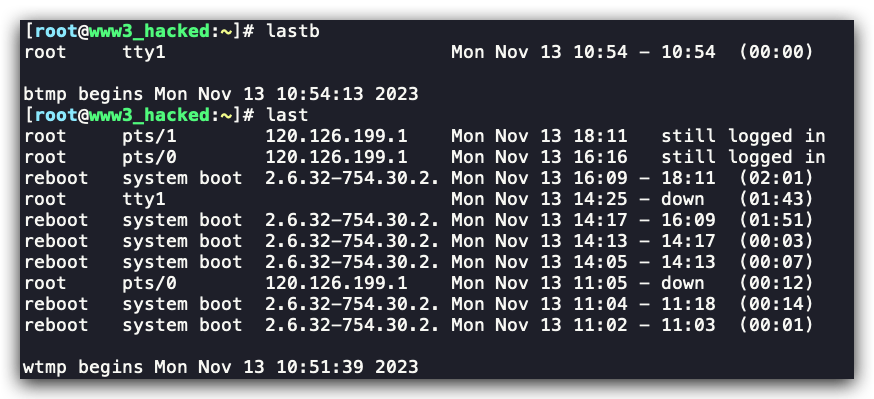 [root@www3_hacked:~]# lastb
root     tty1                         Mon Nov 13 10:54 - 10:54  (00:00)

btmp begins Mon Nov 13 10:54:13 2023
[root@www3_hacked:~]# last
root     pts/1        120.126.199.1    Mon Nov 13 18:11   still logged in
root     pts/0        120.126.199.1    Mon Nov 13 16:16   still logged in
reboot   system boot  2.6.32-754.30.2. Mon Nov 13 16:09 - 18:11  (02:01)
root     tty1                          Mon Nov 13 14:25 - down   (01:43)
reboot   system boot  2.6.32-754.30.2. Mon Nov 13 14:17 - 16:09  (01:51)
reboot   system boot  2.6.32-754.30.2. Mon Nov 13 14:13 - 14:17  (00:03)
reboot   system boot  2.6.32-754.30.2. Mon Nov 13 14:05 - 14:13  (00:07)
root     pts/0        120.126.199.1    Mon Nov 13 11:05 - down   (00:12)
reboot   system boot  2.6.32-754.30.2. Mon Nov 13 11:04 - 11:18  (00:14)
reboot   system boot  2.6.32-754.30.2. Mon Nov 13 11:02 - 11:03  (00:01)

wtmp begins Mon Nov 13 10:51:39 2023